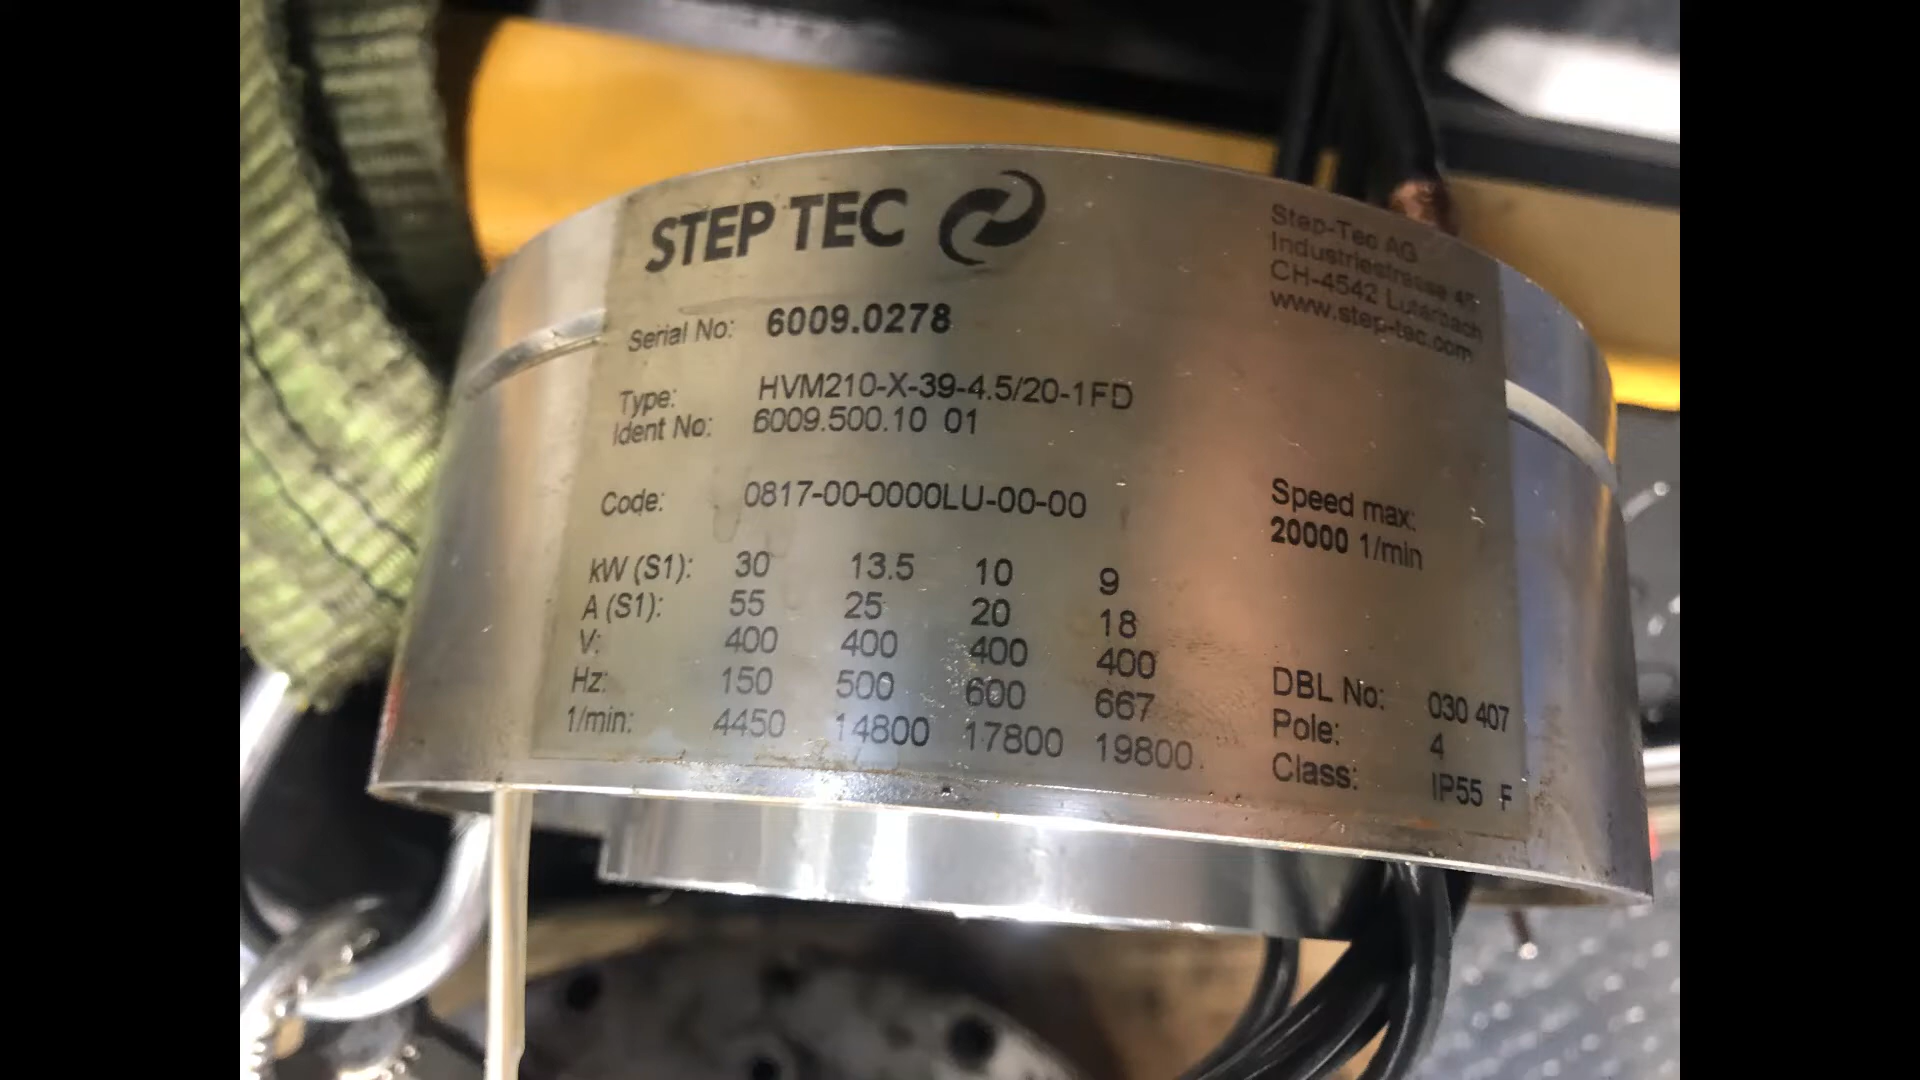 STEP TEC
Step-Tec AG
Industriestrasse
CH-4542 Luterbach
www.step-tec.com
Serial No: 6009.0278
Type: HVM210-X-39-4.5/20-1FD
Ident No: 6009.500.10 01
Code: 0817-00-0000LU-00-00
Speed max:
20000 1/min
kW (S1): 30 13.5 10 9
A (S1): 55 25 20 18
V: 400 400 400 400
Hz: 150 500 600 667
1/min: 4450 14800 17800 19800
DBL No: 030 407
Pole: 4
Class: IP55 F